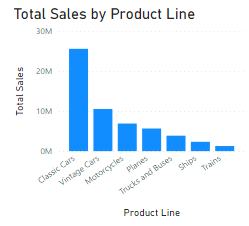 Total Sales by Product Line
30M
20M
10M
0M
Total Sales
Classic Cars
Vintage Cars
Motorcycles
Planes
Trucks and Buses
Ships
Trains
Product Line